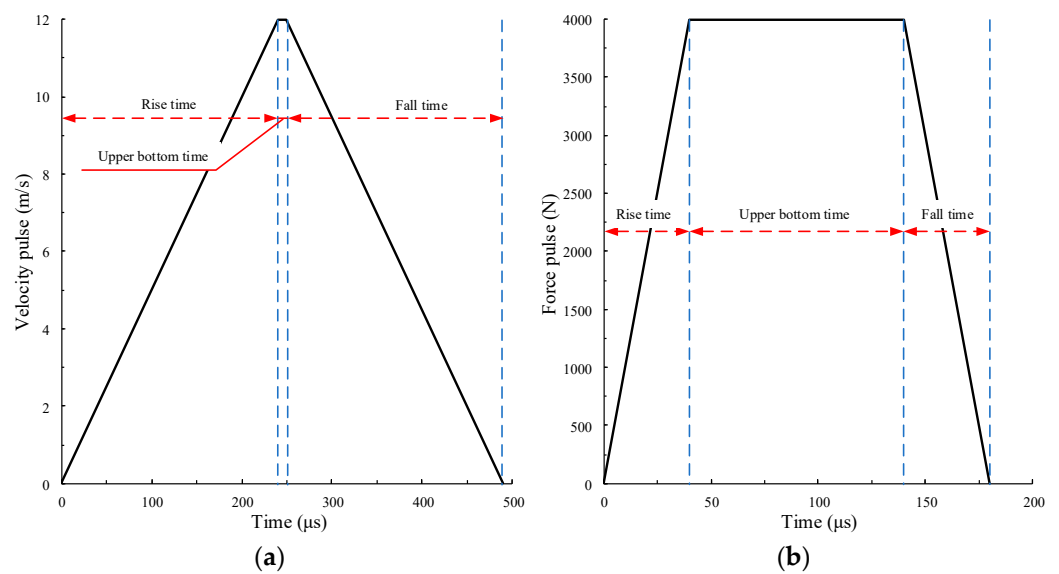 12
10
8
6
4
2
0
Velocity pulse (m/s)
Rise time
Fall time
Upper bottom time
0
100
200
300
400
500
Time (μs)
(a)
4000
3500
3000
2500
2000
1500
1000
500
0
Force pulse (N)
Rise time
Upper bottom time
Fall time
0
50
100
150
200
Time (μs)
(b)